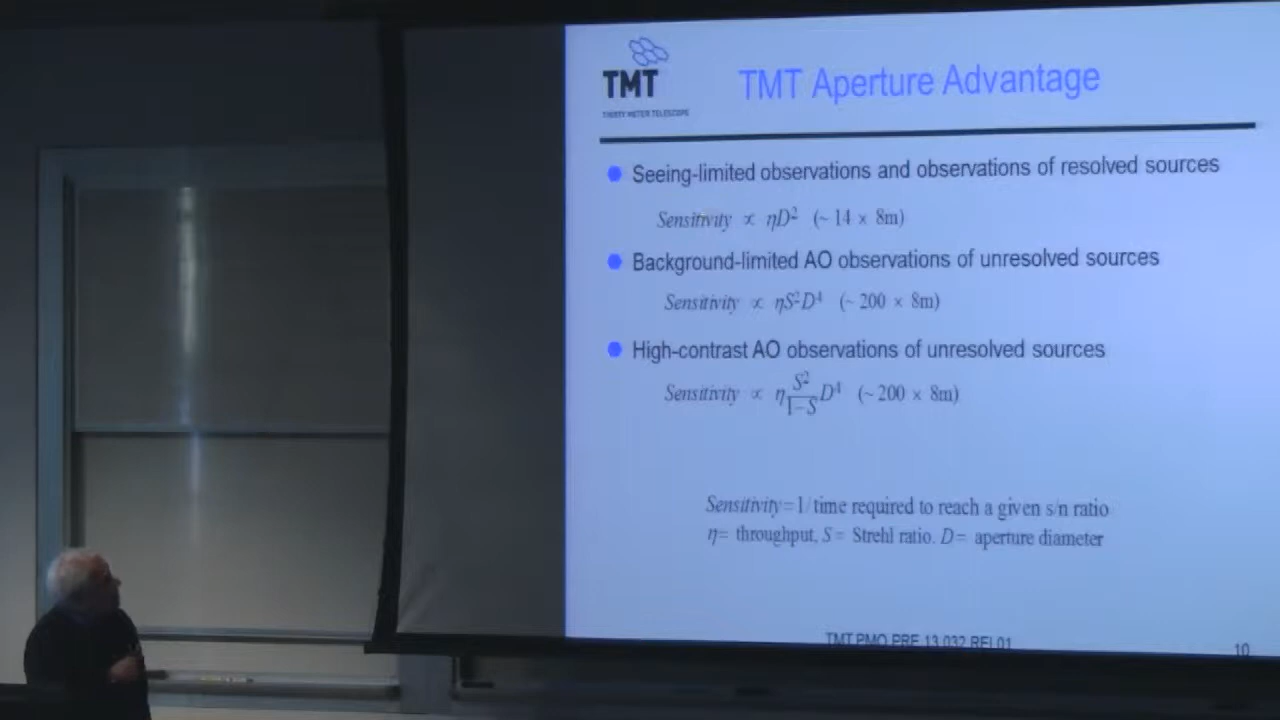 TMT
THIRTY METER TELESCOPE
TMT Aperture Advantage
Seeing-limited observations and observations of resolved sources
Sensitivity ∝ ηD² (~ 14 × 8m)
Background-limited AO observations of unresolved sources
Sensitivity ∝ ηS²D⁴ (~ 200 × 8m)
High-contrast AO observations of unresolved sources
Sensitivity ∝ η S²/(1−S) D⁴ (~ 200 × 8m)
Sensitivity = 1/ time required to reach a given s/n ratio
η = throughput, S = Strehl ratio. D = aperture diameter
TMT.PMO.PRE.13.032.REL01
10